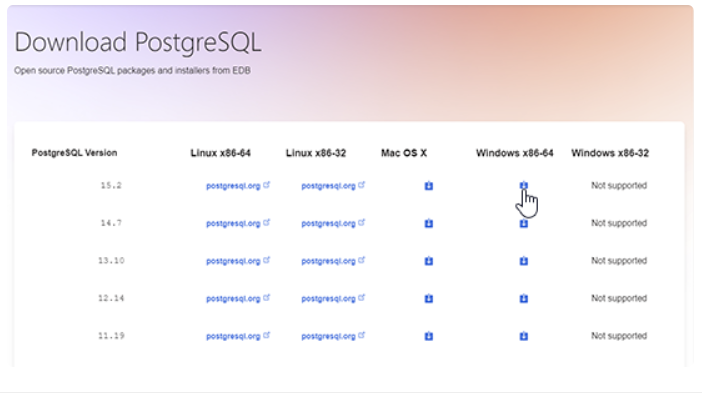 Download PostgreSQL
Open source PostgreSQL packages and installers from EDB
PostgreSQL Version Linux x86-64 Linux x86-32 Mac OS X Windows x86-64 Windows x86-32
15.2 postgresql.org postgresql.org Not supported
14.7 postgresql.org postgresql.org Not supported
13.10 postgresql.org postgresql.org Not supported
12.14 postgresql.org postgresql.org Not supported
11.19 postgresql.org postgresql.org Not supported